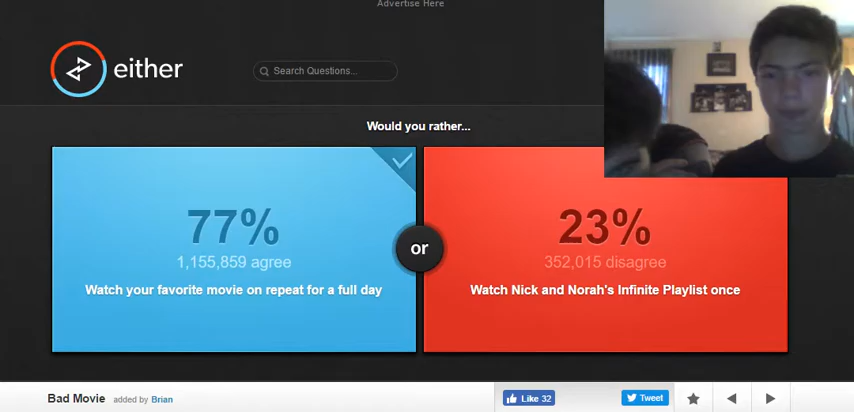 Advertise Here
either
Search Questions...
Would you rather...
77%
1,155,859 agree
Watch your favorite movie on repeat for a full day
or
23%
352,015 disagree
Watch Nick and Norah's Infinite Playlist once
Bad Movie added by Brian
Like 32
Tweet